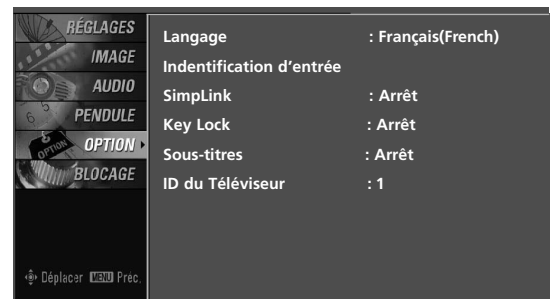 RÉGLAGES
IMAGE
AUDIO
PENDULE
OPTION
BLOCAGE
Déplacer MENU Préc.
Langage : Français(French)
Indentification d'entrée
SimpLink : Arrêt
Key Lock : Arrêt
Sous-titres : Arrêt
ID du Téléviseur : 1
OPTION